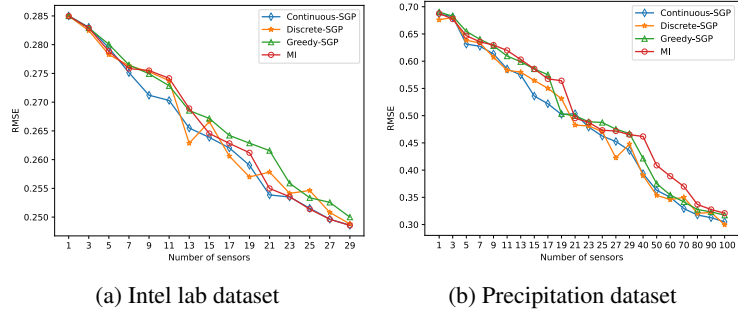 Continuous-SGP
Discrete-SGP
Greedy-SGP
MI
0.285
0.280
0.275
0.270
0.265
0.260
0.255
0.250
RMSE
1 3 5 7 9 11 13 15 17 19 21 23 25 27 29
Number of sensors
(a) Intel lab dataset
Continuous-SGP
Discrete-SGP
Greedy-SGP
MI
0.70
0.65
0.60
0.55
0.50
0.45
0.40
0.35
0.30
RMSE
1 3 5 7 9 11 13 15 17 19 21 23 25 27 29 40 50 60 70 80 90 100
Number of sensors
(b) Precipitation dataset